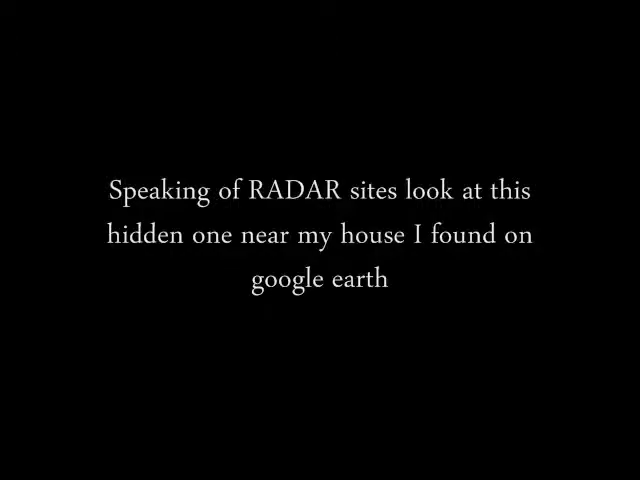 Speaking of RADAR sites look at this
hidden one near my house I found on
google earth